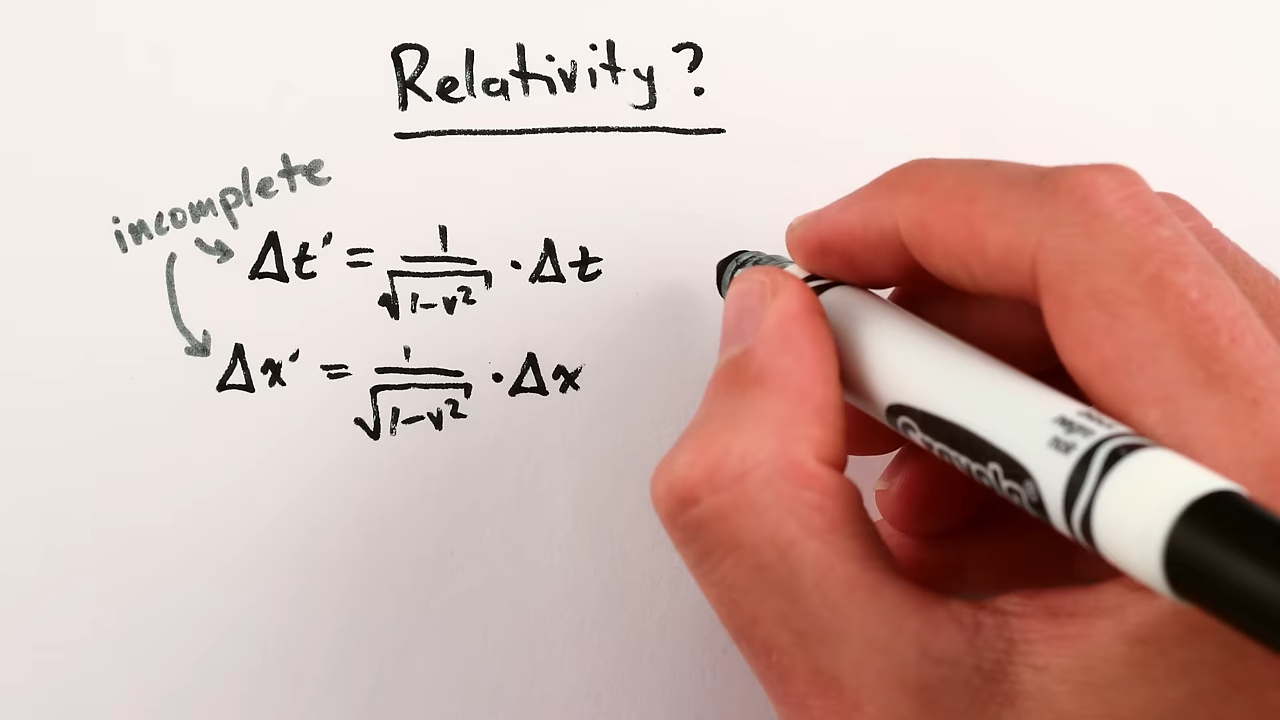 Relativity?
incomplete
Δt' = 1/√(1-v²) · Δt
Δx' = 1/√(1-v²) · Δx
Crayola